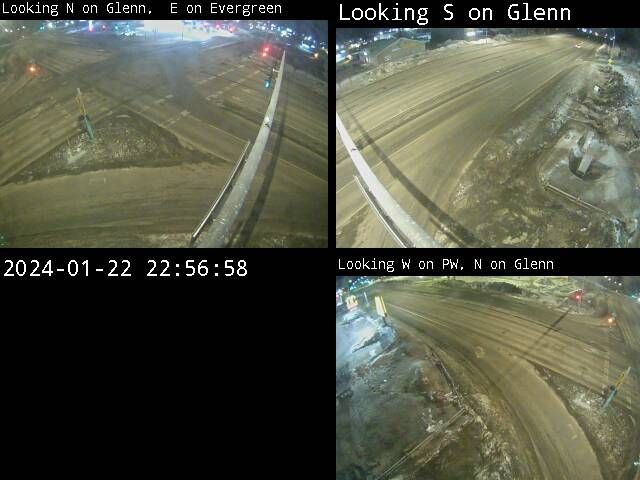 Looking N on Glenn,  E on Evergreen
Looking S on Glenn
2024-01-22 22:56:58
Looking W on PW, N on Glenn